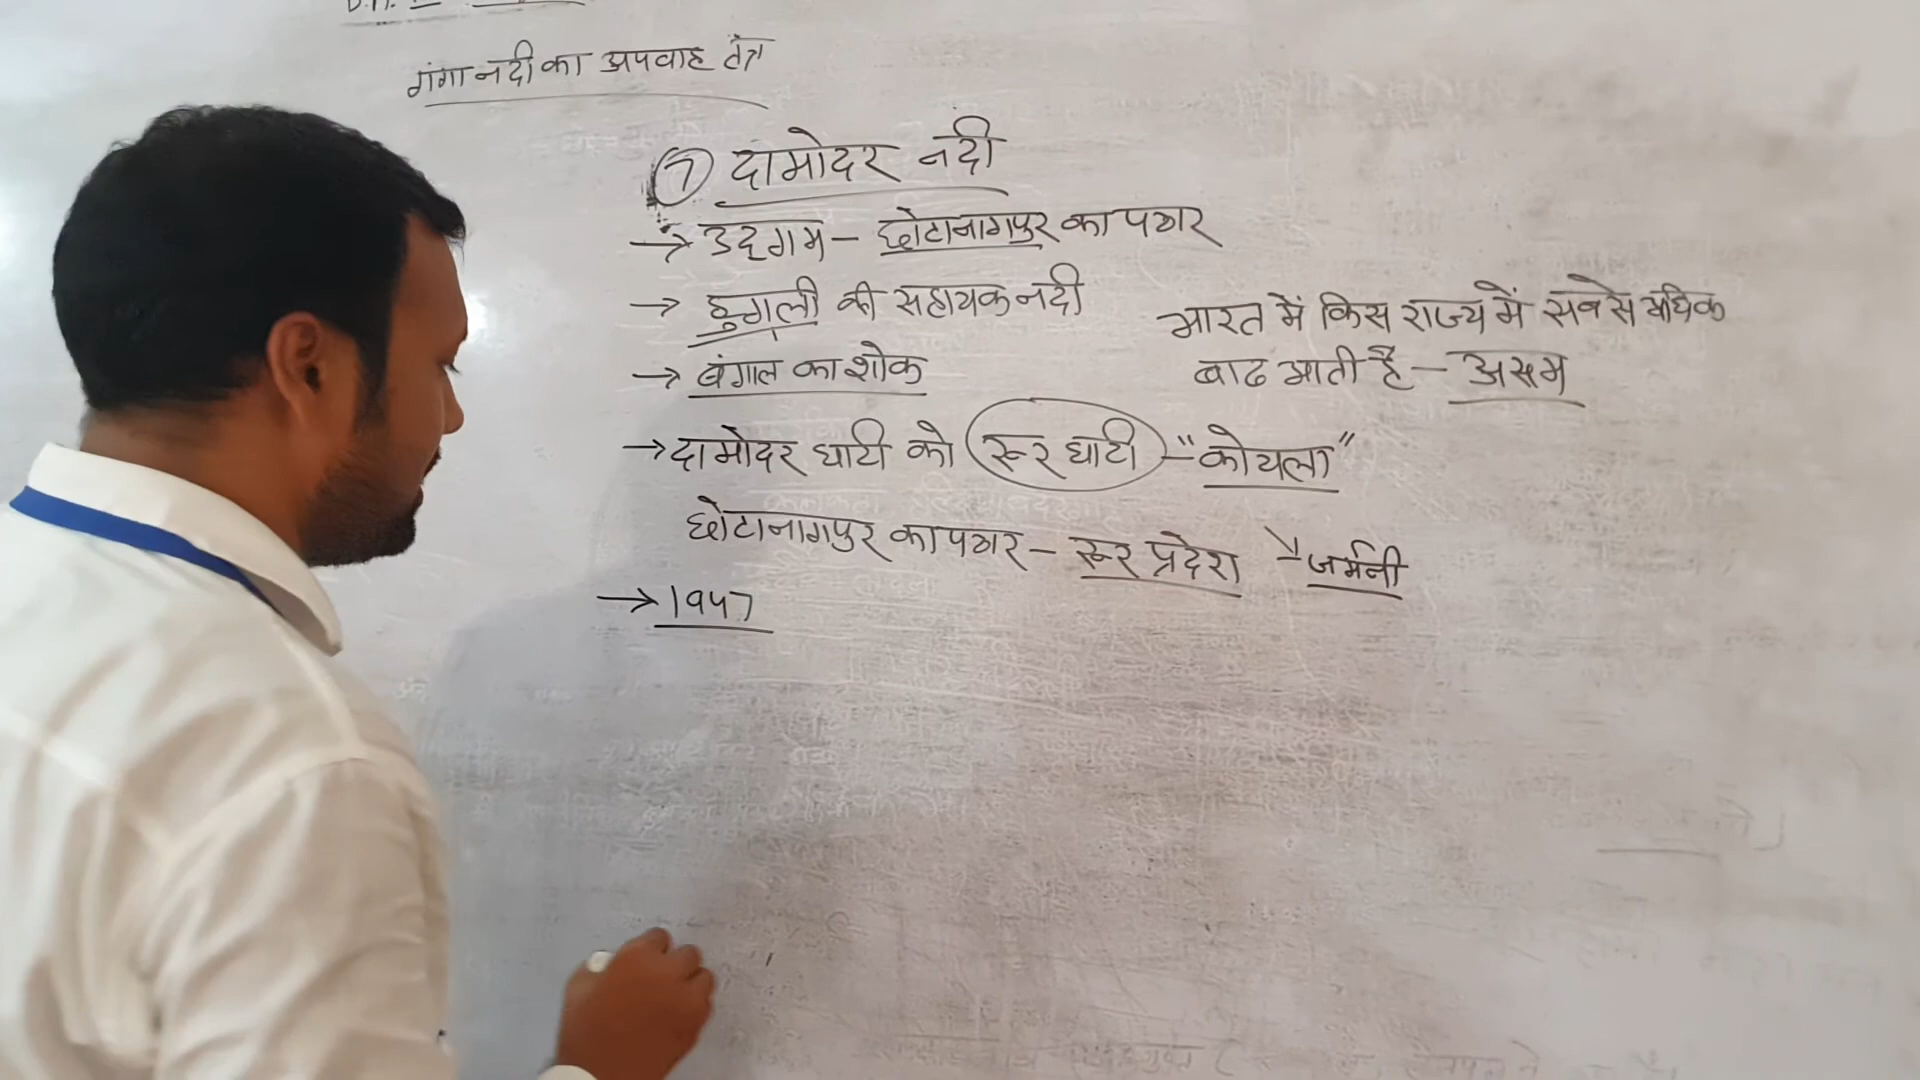 गंगा नदी का अपवाह तंत्र
⑦ दामोदर नदी
→ उद्गम – छोटानागपुर का पठार
→ हुगली की सहायक नदी
→ बंगाल का शोक
भारत में किस राज्य में सबसे अधिक
बाढ आती है – असम
→ दामोदर घाटी को रूर घाटी – "कोयला"
छोटानागपुर का पठार – रूर प्रदेश → जर्मनी
→ 1947